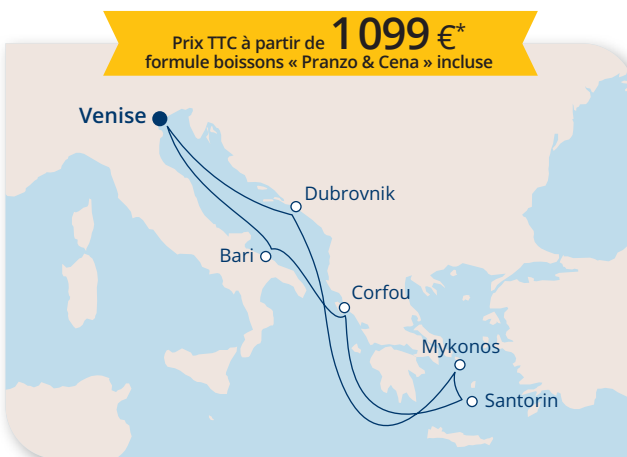 Prix TTC à partir de 1 099 €*
formule boissons « Pranzo & Cena » incluse
Venise
Dubrovnik
Bari
Corfou
Mykonos
Santorin